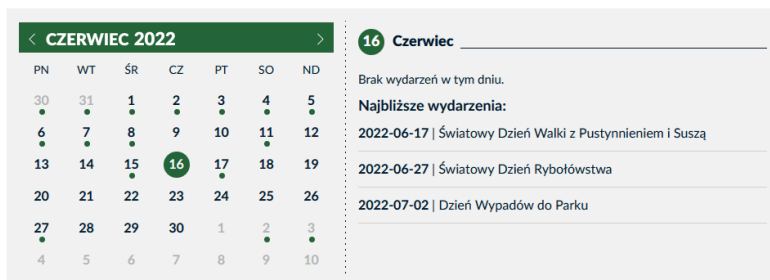 < CZERWIEC 2022 >
PN WT ŚR CZ PT SO ND
30 31 1 2 3 4 5
6 7 8 9 10 11 12
13 14 15 16 17 18 19
20 21 22 23 24 25 26
27 28 29 30 1 2 3
4 5 6 7 8 9 10
16 Czerwiec
Brak wydarzeń w tym dniu.
Najbliższe wydarzenia:
2022-06-17 | Światowy Dzień Walki z Pustynnieniem i Suszą
2022-06-27 | Światowy Dzień Rybołówstwa
2022-07-02 | Dzień Wypadów do Parku